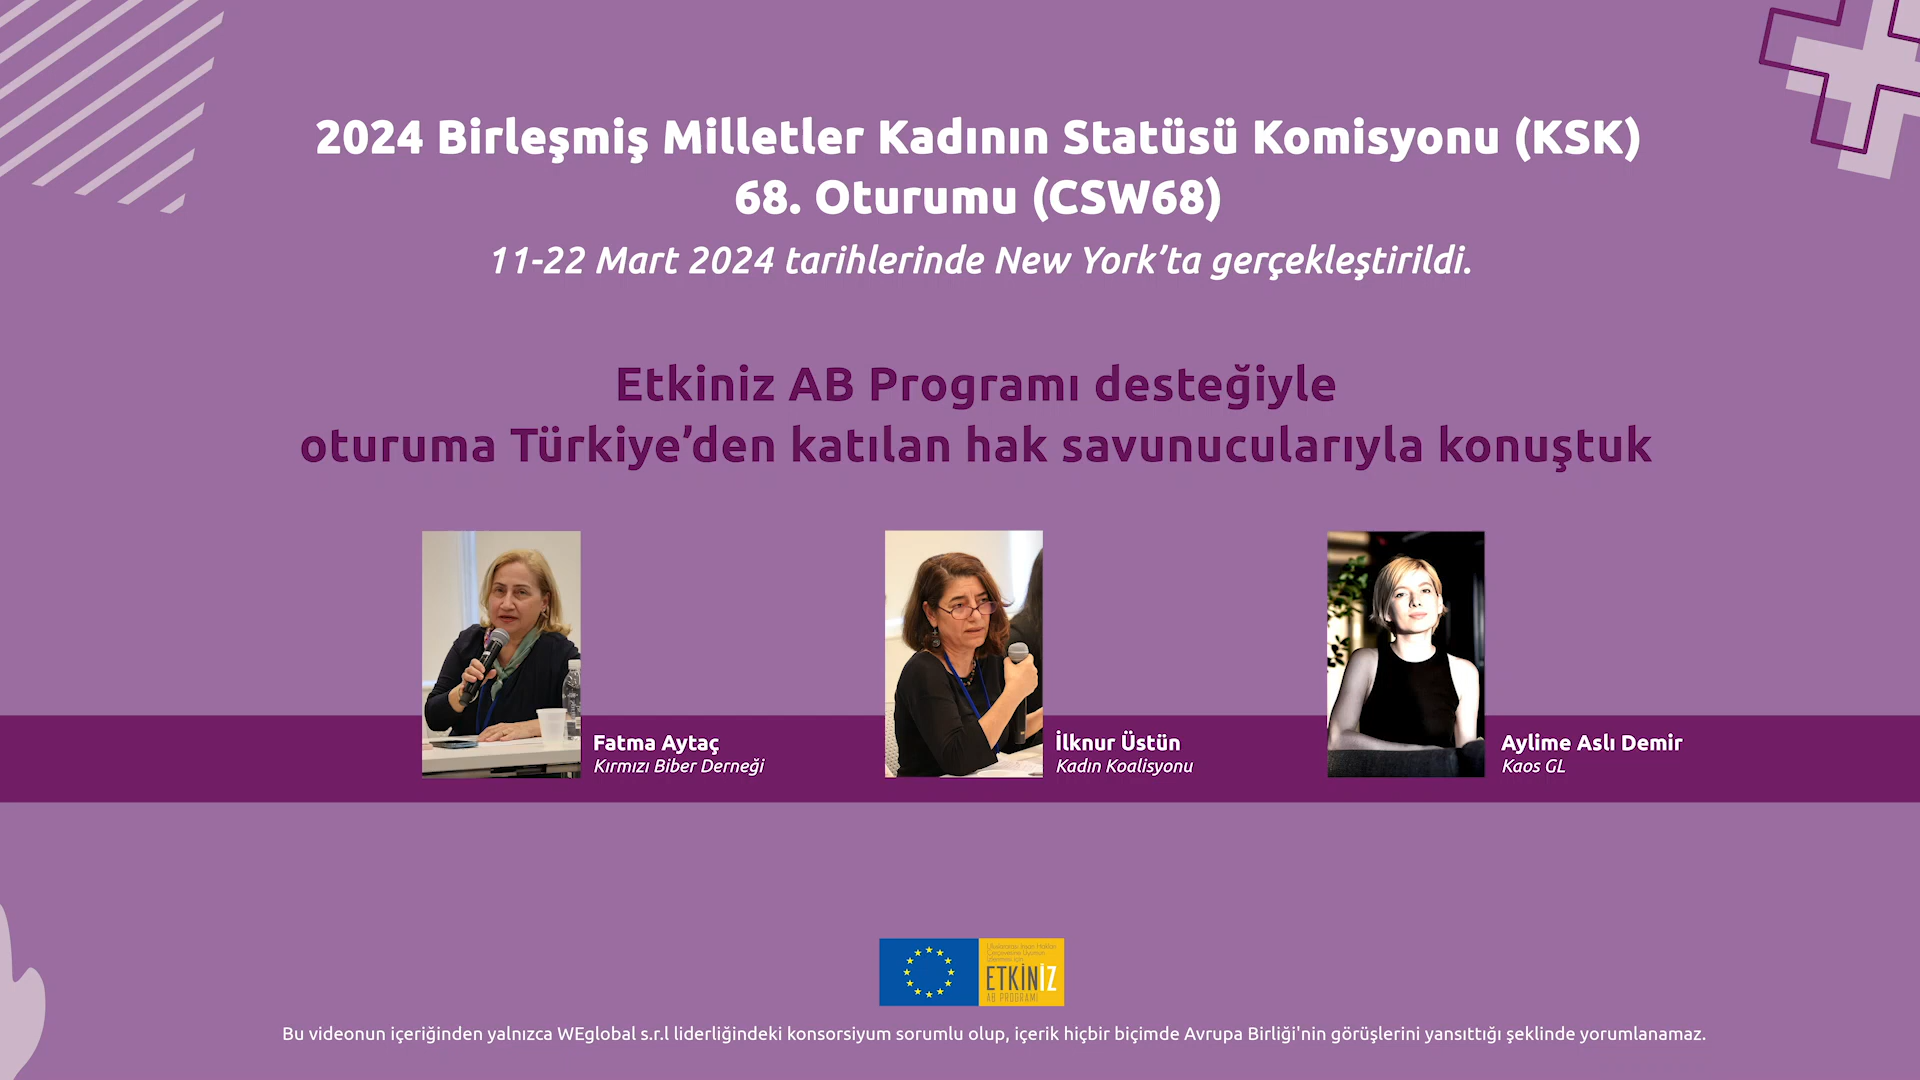 2024 Birleşmiş Milletler Kadının Statüsü Komisyonu (KSK)
68. Oturumu (CSW68)
11-22 Mart 2024 tarihlerinde New York’ta gerçekleştirildi.
Etkiniz AB Programı desteğiyle
oturuma Türkiye’den katılan hak savunucularıyla konuştuk
Fatma Aytaç
Kırmızı Biber Derneği
İlknur Üstün
Kadın Koalisyonu
Aylime Aslı Demir
Kaos GL
Uluslararası İnsan Hakları
ETKİNİZ
AB PROGRAMI
Bu videonun içeriğinden yalnızca WEglobal s.r.l liderliğindeki konsorsiyum sorumlu olup, içerik hiçbir biçimde Avrupa Birliği'nin görüşlerini yansıttığı şeklinde yorumlanamaz.